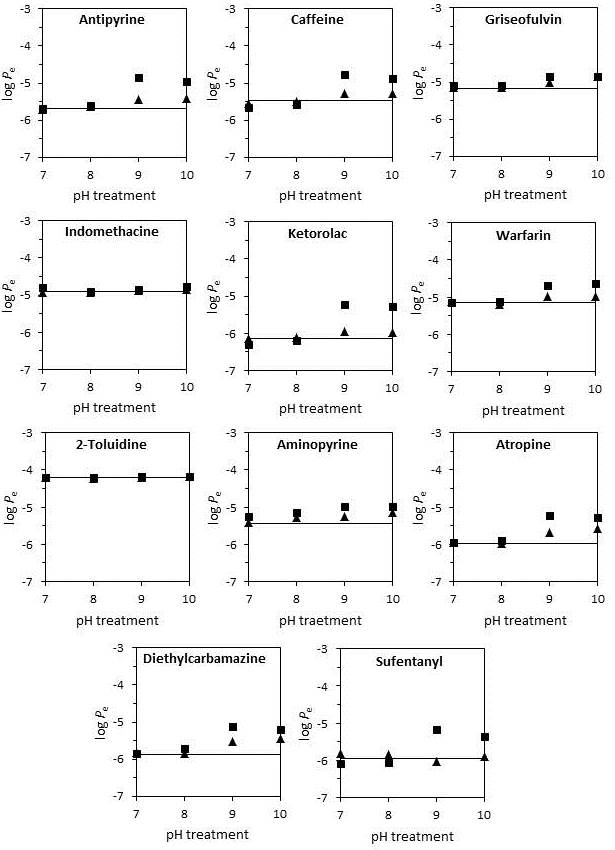 Antipyrine
-3
-4
-5
-6
-7
log Pe
7 8 9 10
pH treatment
Caffeine
-3
-4
-5
-6
-7
log Pe
7 8 9 10
pH treatment
Griseofulvin
-3
-4
-5
-6
-7
log Pe
7 8 9 10
pH treatment
Indomethacine
-3
-4
-5
-6
-7
log Pe
7 8 9 10
pH treatment
Ketorolac
-3
-4
-5
-6
-7
log Pe
7 8 9 10
pH treatment
Warfarin
-3
-4
-5
-6
-7
log Pe
7 8 9 10
pH treatment
2-Toluidine
-3
-4
-5
-6
-7
log Pe
7 8 9 10
pH treatment
Aminopyrine
-3
-4
-5
-6
-7
log Pe
7 8 9 10
pH traetment
Atropine
-3
-4
-5
-6
-7
log Pe
7 8 9 10
pH treatment
Diethylcarbamazine
-3
-4
-5
-6
-7
log Pe
7 8 9 10
pH treatment
Sufentanyl
-3
-4
-5
-6
-7
log Pe
7 8 9 10
pH treatment